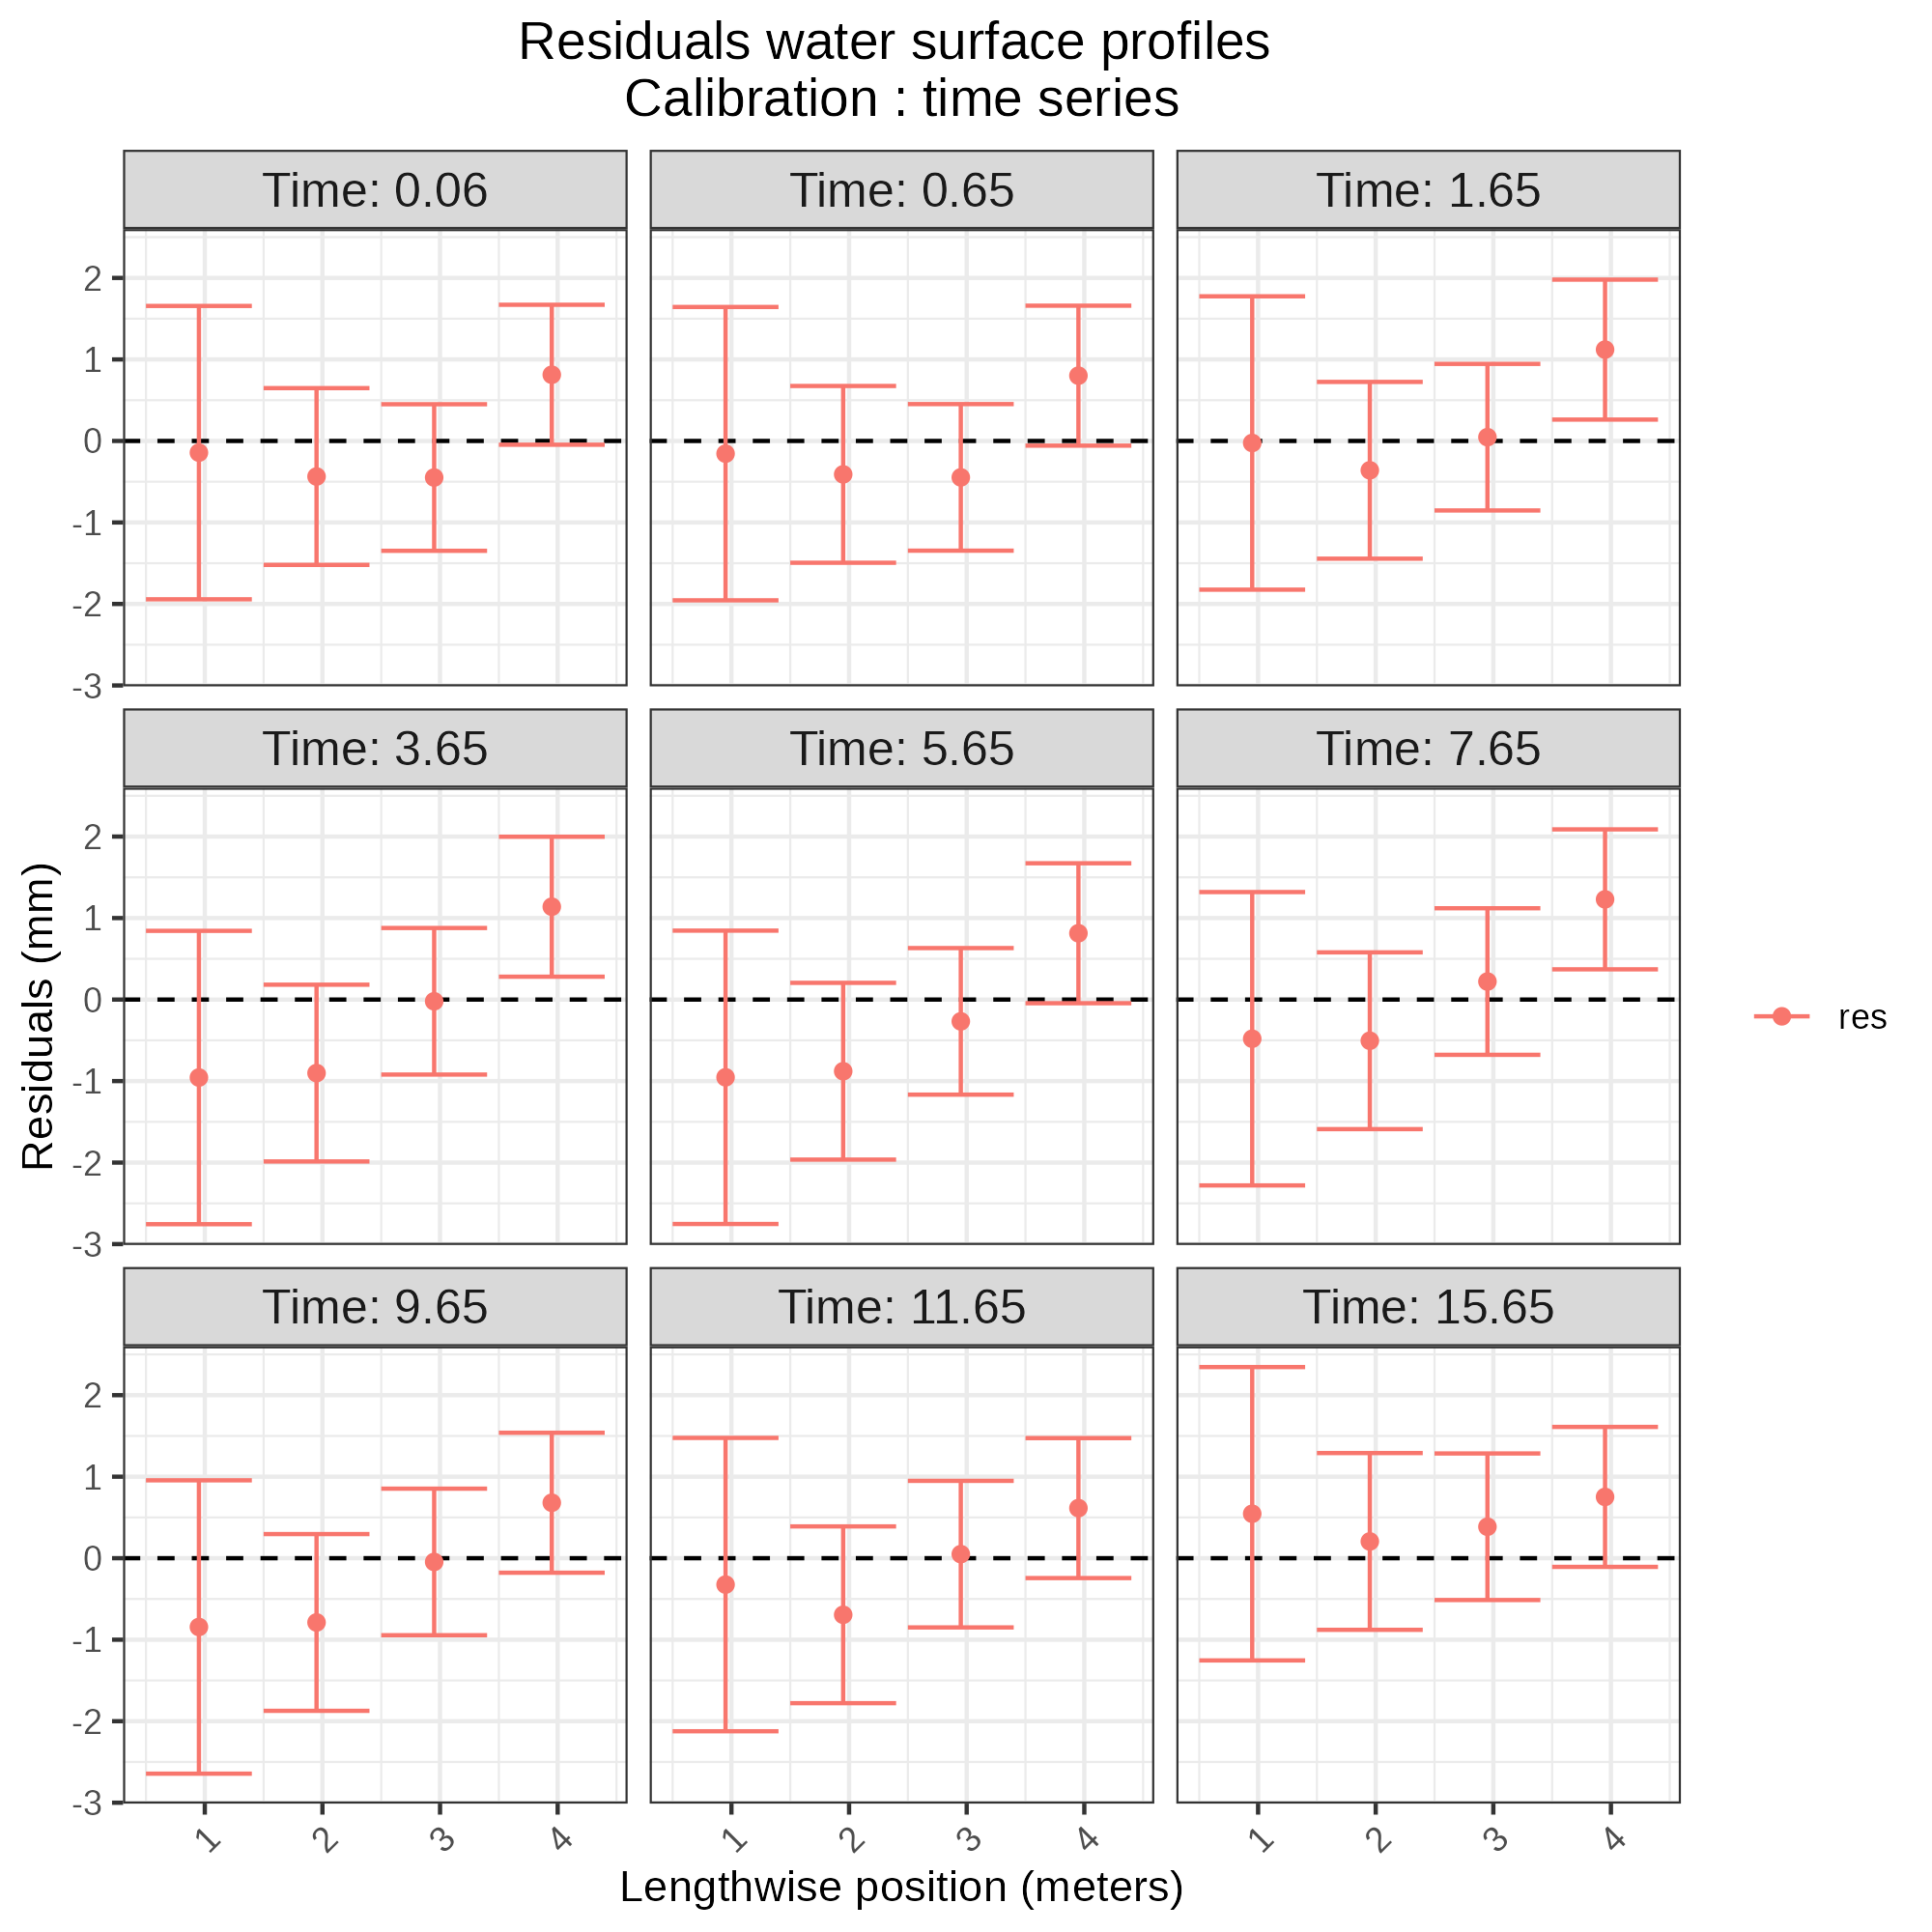 Residuals water surface profiles
Calibration : time series
Time: 0.06
Time: 0.65
Time: 1.65
2
1
0
-1
-2
-3
Time: 3.65
Time: 5.65
Time: 7.65
2
1
0
-1
-2
-3
Time: 9.65
Time: 11.65
Time: 15.65
2
1
0
-1
-2
-3
1 2 3 4
1 2 3 4
1 2 3 4
Lengthwise position (meters)
Residuals (mm)
res